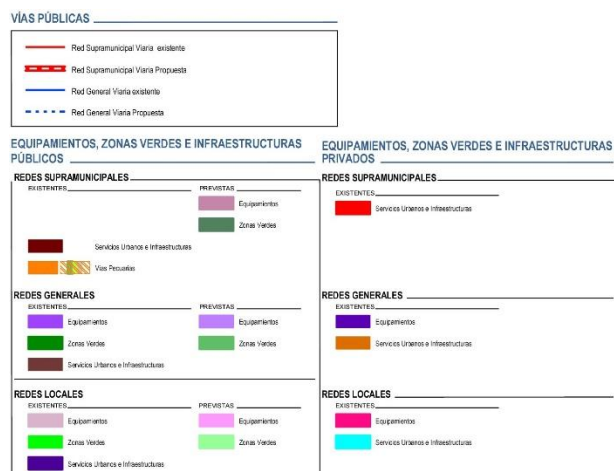 VÍAS PÚBLICAS
Red Supramunicipal Viaria existente
Red Supramunicipal Viaria Propuesta
Red General Viaria existente
Red General Viaria Propuesta
EQUIPAMIENTOS, ZONAS VERDES E INFRAESTRUCTURAS
PÚBLICOS
REDES SUPRAMUNICIPALES
EXISTENTES
PREVISTAS
Equipamientos
Zonas Verdes
Servicios Urbanos e Infraestructuras
Vías Pecuarias
REDES GENERALES
EXISTENTES
PREVISTAS
Equipamientos
Equipamientos
Zonas Verdes
Zonas Verdes
Servicios Urbanos e Infraestructuras
REDES LOCALES
EXISTENTES
PREVISTAS
Equipamientos
Equipamientos
Zonas Verdes
Zonas Verdes
Servicios Urbanos e Infraestructuras
EQUIPAMIENTOS, ZONAS VERDES E INFRAESTRUCTURAS
PRIVADOS
REDES SUPRAMUNICIPALES
EXISTENTES
Servicios Urbanos e Infraestructuras
REDES GENERALES
EXISTENTES
Equipamientos
Servicios Urbanos e Infraestructuras
REDES LOCALES
EXISTENTES
Equipamientos
Servicios Urbanos e Infraestructuras